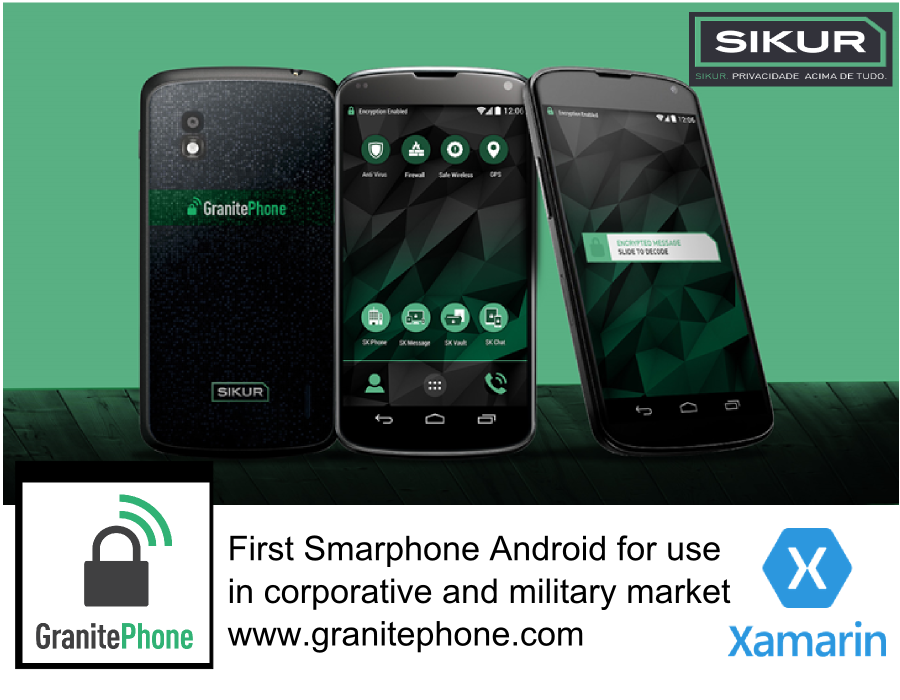 SIKUR
SIKUR. PRIVACIDADE ACIMA DE TUDO.
GranitePhone
SIKUR
Encryption Enabled
12:00
Anti Virus
Firewall
Safe Wireless
GPS
SK Phone
SK Message
SK Vault
SK Chat
Encryption Enabled
12:06
ENCRYPTED MESSAGE
SLIDE TO DECODE
GranitePhone
First Smarphone Android for use
in corporative and military market
www.granitephone.com
X
Xamarin